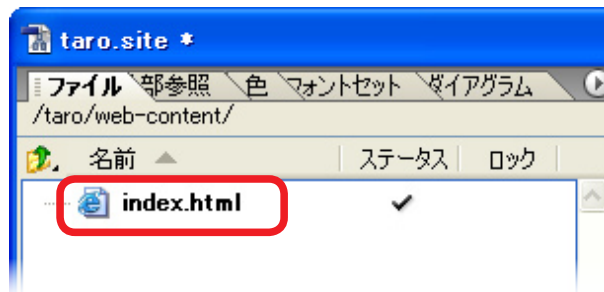 taro.site *
ファイル 部参照 色 フォントセット ダイアグラム
/taro/web-content/
名前 ステータス ロック
index.html